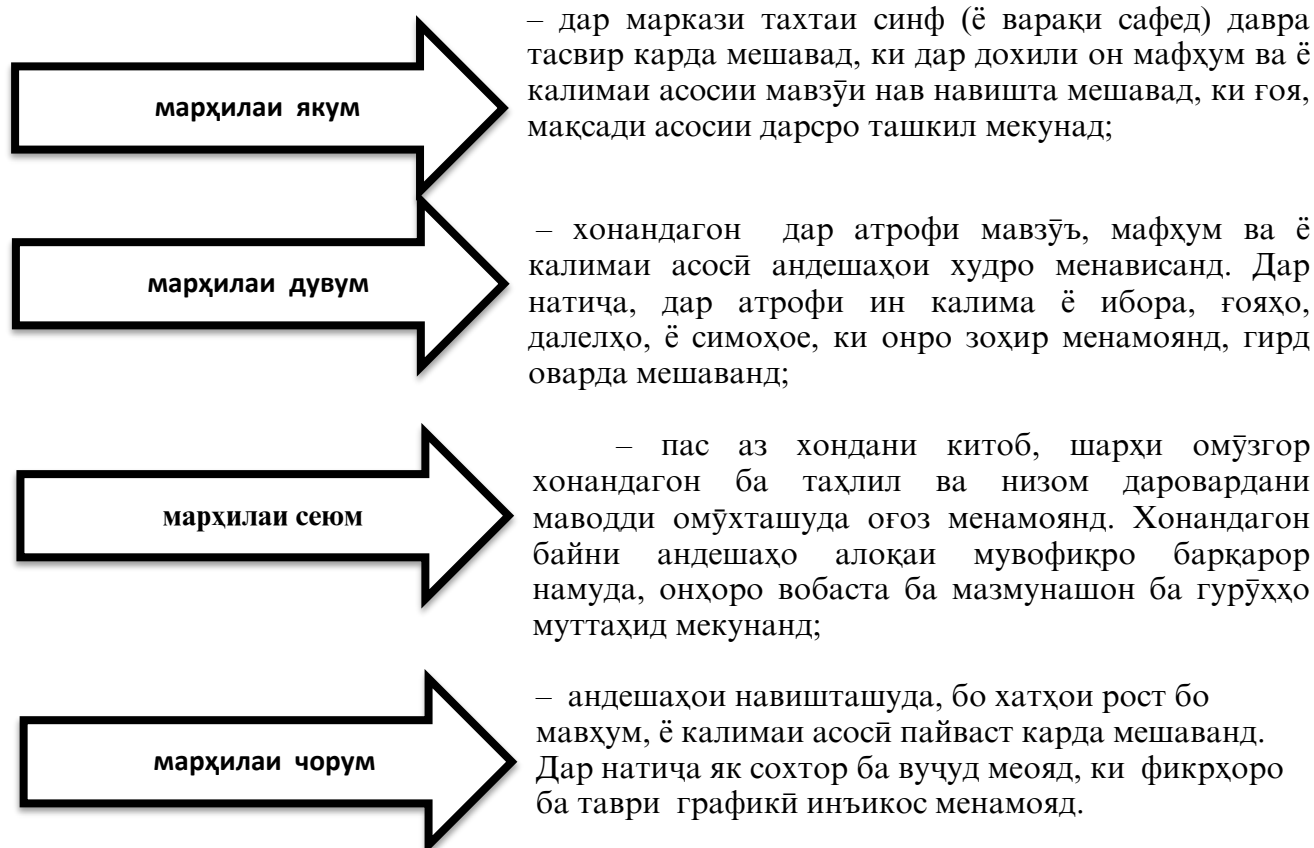 марҳилаи якум
– дар маркази тахтаи синф (ё варақи сафед) давра
тасвир карда мешавад, ки дар дохили он мафҳум ва ё
калимаи асосии мавзӯи нав навишта мешавад, ки ғоя,
мақсади асосии дарсро ташкил мекунад;
марҳилаи дувум
– хонандагон дар атрофи мавзӯъ, мафҳум ва ё
калимаи асосӣ андешаҳои худро менависанд. Дар
натиҷа, дар атрофи ин калима ё ибора, ғояҳо,
далелҳо, ё симоҳое, ки онро зоҳир менамоянд, гирд
оварда мешаванд;
марҳилаи сеюм
– пас аз хондани китоб, шарҳи омӯзгор
хонандагон ба таҳлил ва низом даровардани
маводди омӯхташуда оғоз менамоянд. Хонандагон
байни андешаҳо алоқаи мувофиқро барқарор
намуда, онҳоро вобаста ба мазмунашон ба гурӯҳҳо
муттаҳид мекунанд;
марҳилаи чорум
– андешаҳои навишташуда, бо хатҳои рост бо
мавҳум, ё калимаи асосӣ пайваст карда мешаванд.
Дар натиҷа як сохтор ба вуҷуд меояд, ки фикрҳоро
ба таври графикӣ инъикос менамояд.